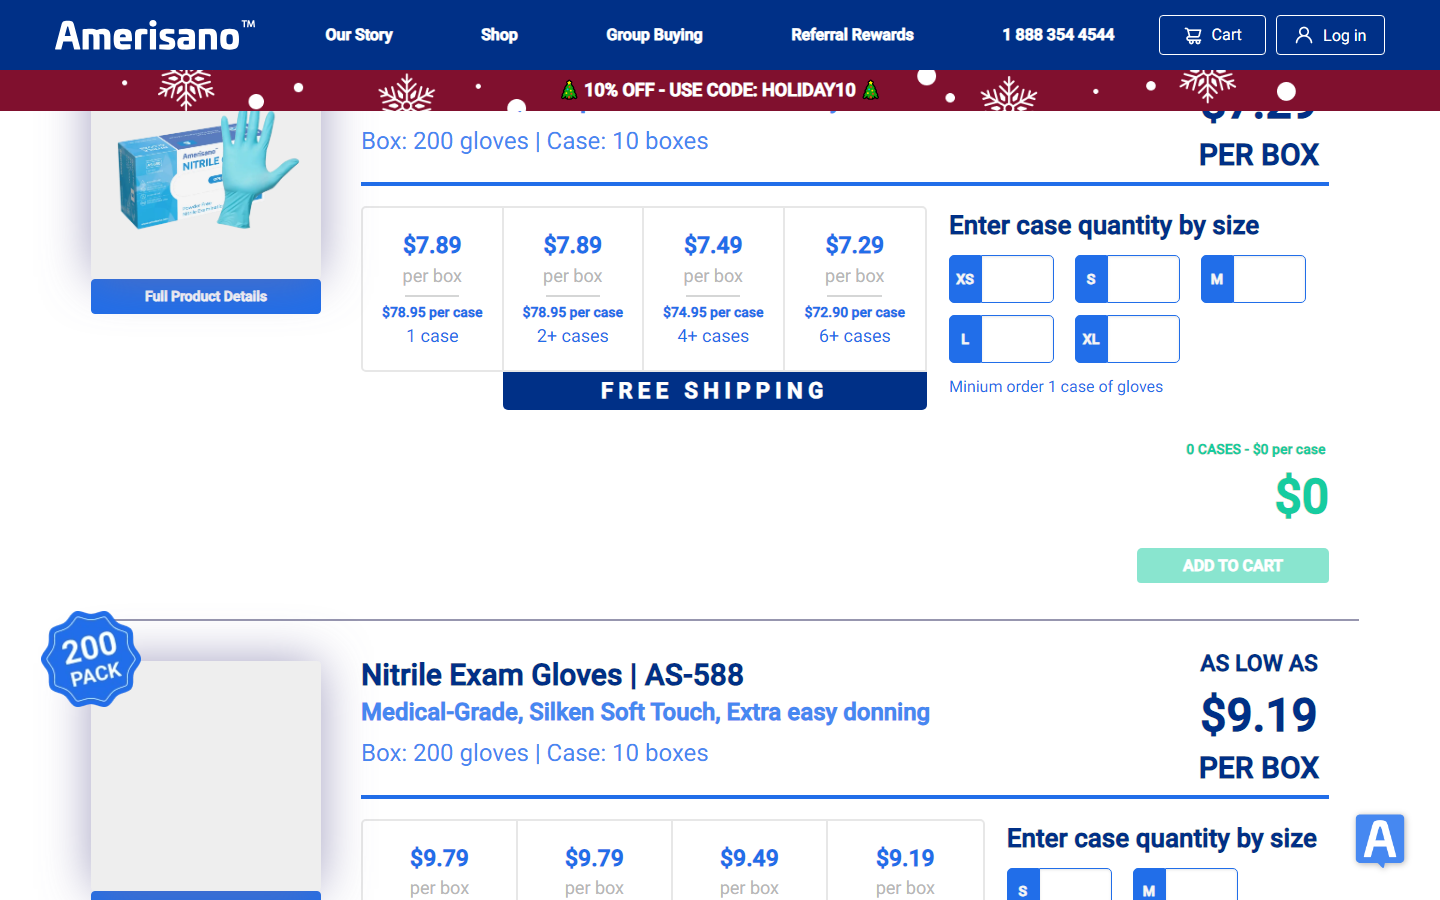 Amerisano™
Our Story
Shop
Group Buying
Referral Rewards
1 888 354 4544
Cart
Log in
10% OFF - USE CODE: HOLIDAY10
$7.29
PER BOX
Box: 200 gloves | Case: 10 boxes
Amerisano
NITRILE
Full Product Details
$7.89
per box
$78.95 per case
1 case
$7.89
per box
$78.95 per case
2+ cases
$7.49
per box
$74.95 per case
4+ cases
$7.29
per box
$72.90 per case
6+ cases
FREE SHIPPING
Enter case quantity by size
XS
S
M
L
XL
Minium order 1 case of gloves
0 CASES - $0 per case
$0
ADD TO CART
200
PACK
Nitrile Exam Gloves | AS-588
Medical-Grade, Silken Soft Touch, Extra easy donning
Box: 200 gloves | Case: 10 boxes
AS LOW AS
$9.19
PER BOX
$9.79
per box
$9.79
per box
$9.49
per box
$9.19
per box
Enter case quantity by size
S
M
A